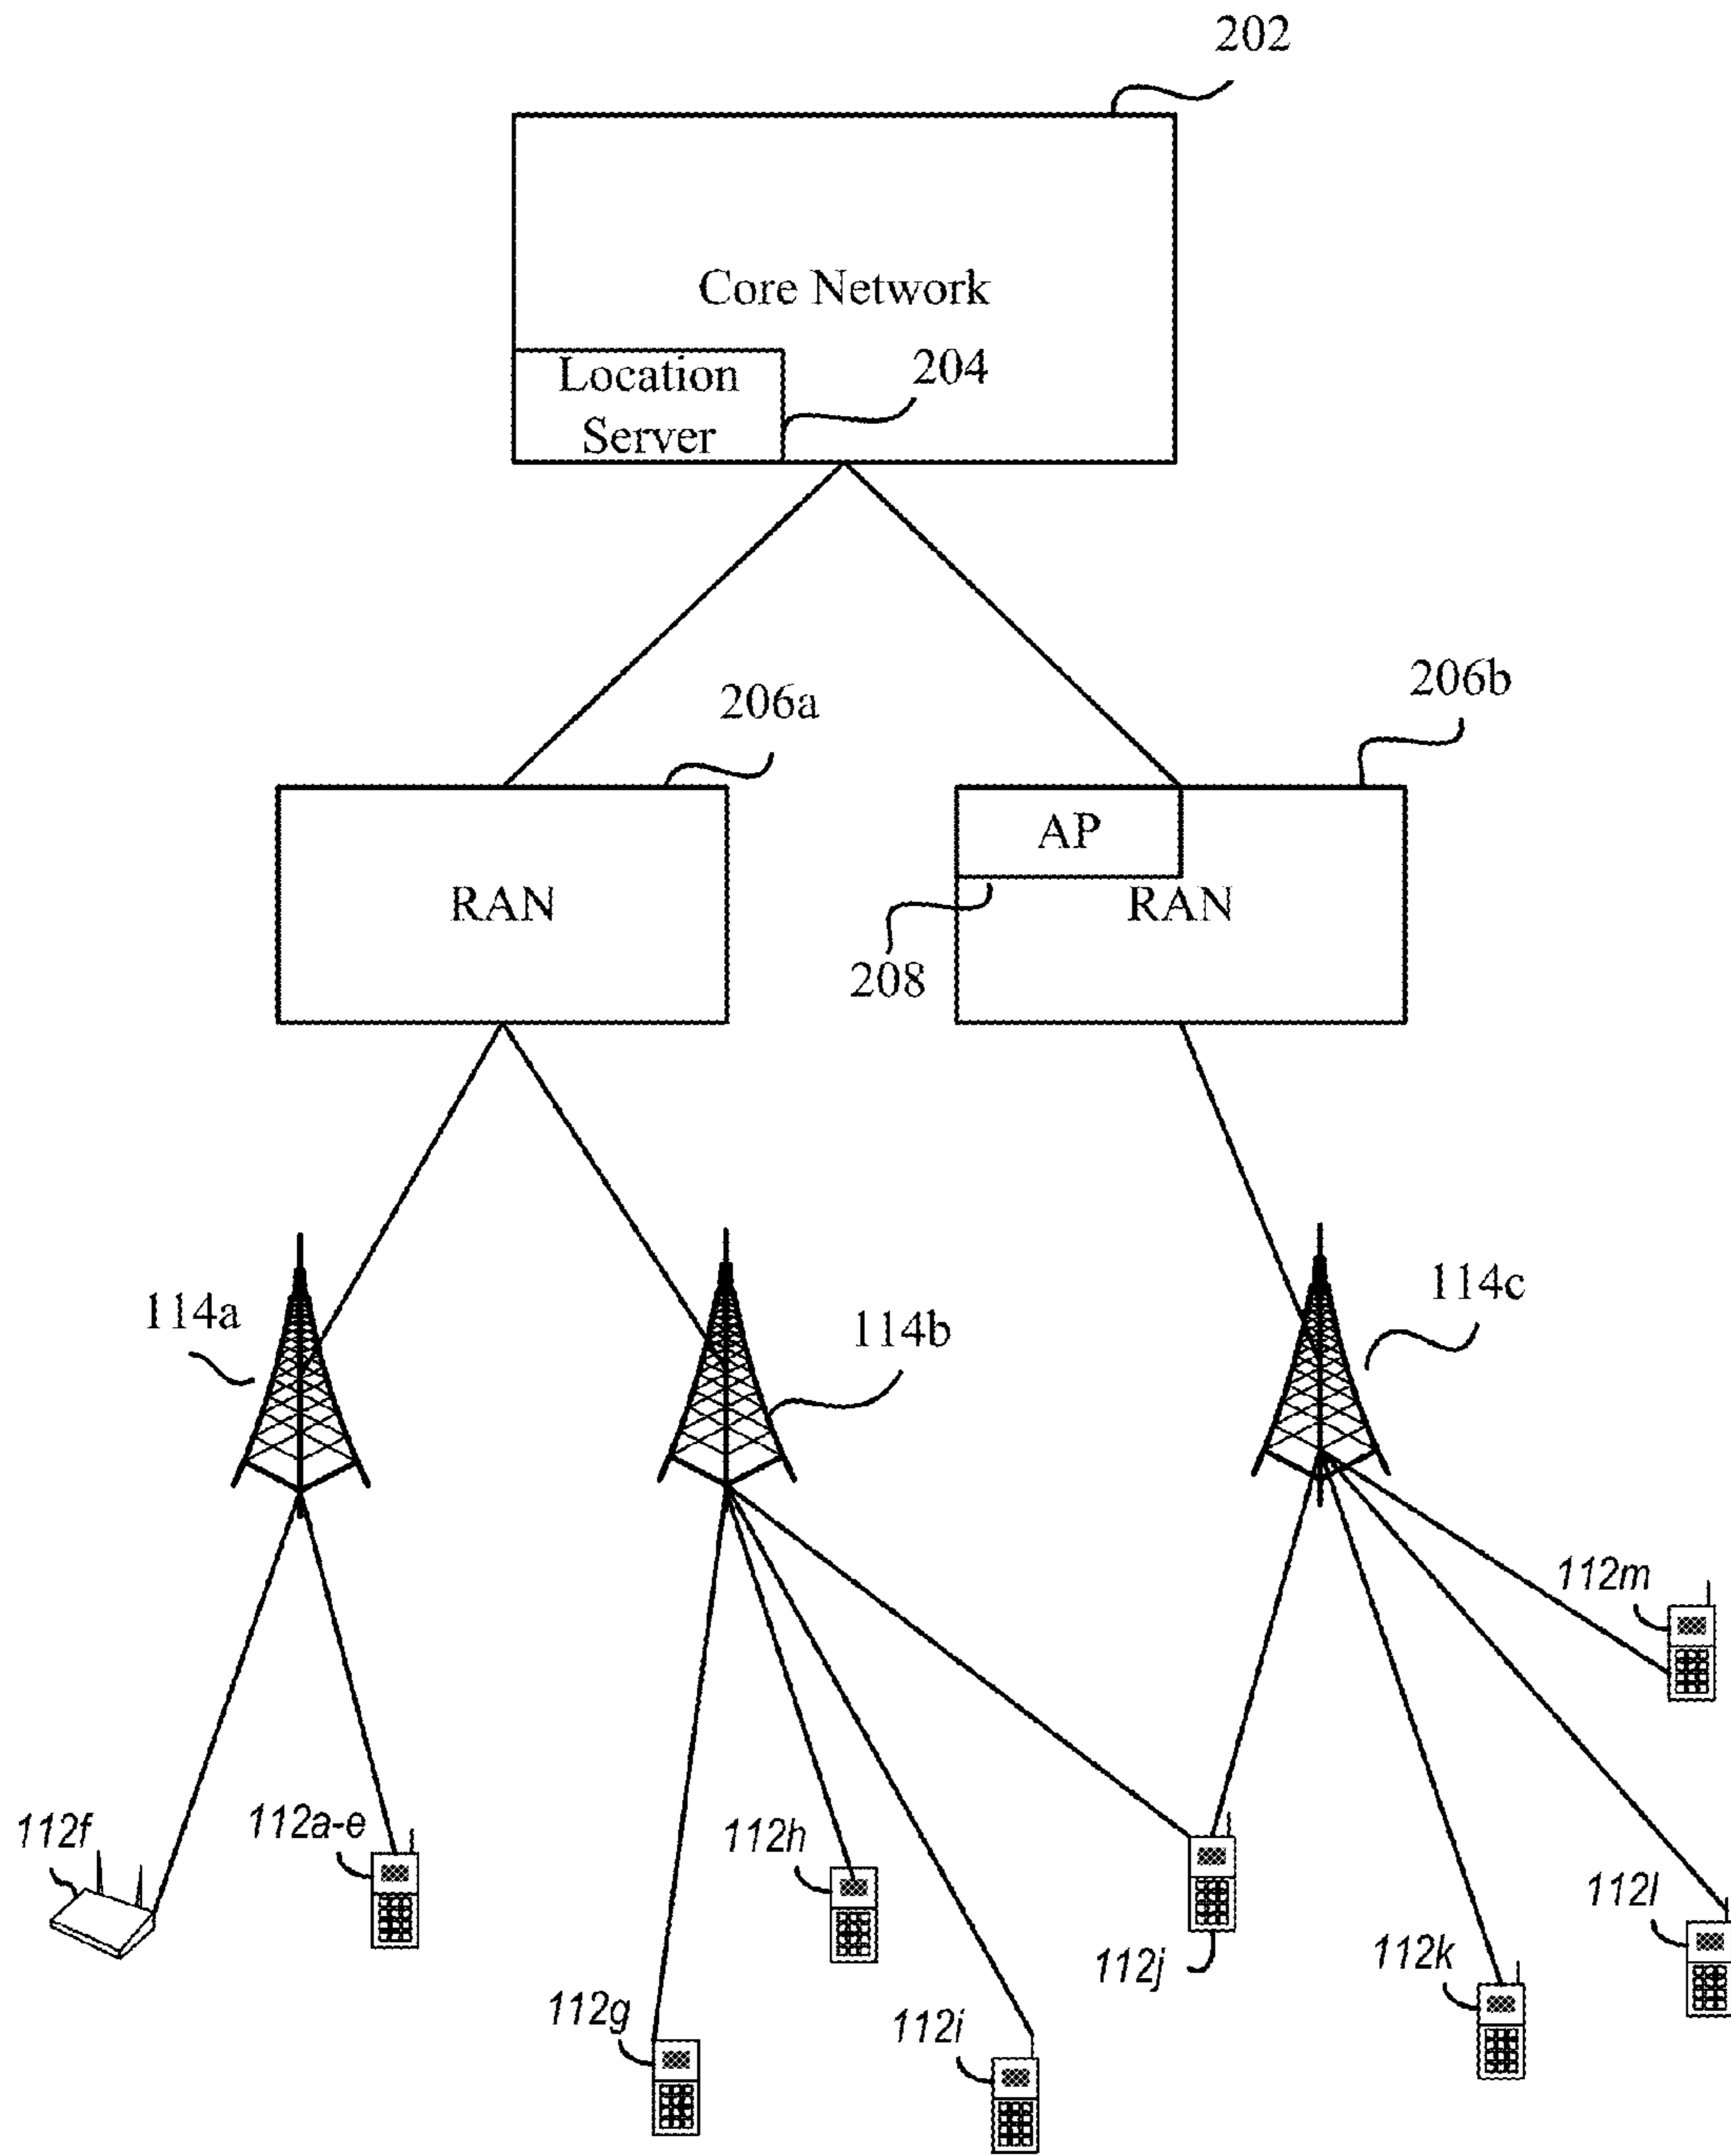 202
Core Network
Location
Server
204
206a
206b
AP
RAN
RAN
208
114a
114b
114c
112m
112f
112a-e
112h
112j
112l
112k
112g
112i